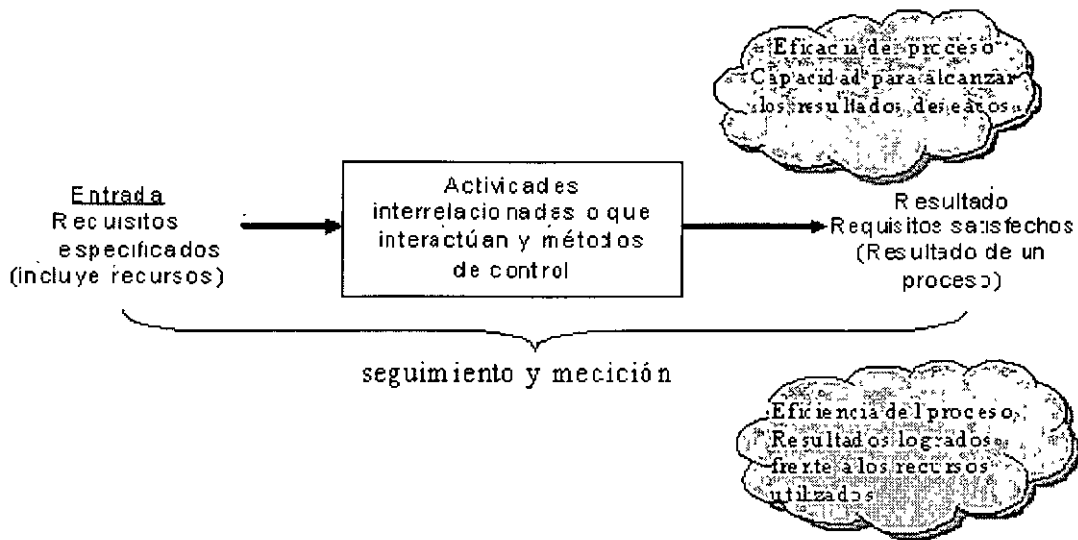 Eficacia del proceso
Capacidad para alcanzar
los resultados deseados
Entrada
Requisitos
especificados
(incluye recursos)
Actividades
interrelacionadas o que
interactúan y métodos
de control
Resultado
Requisitos satisfechos
(Resultado de un
proceso)
seguimiento y medición
Eficiencia del proceso
Resultados logrados
frente a los recursos
utilizados